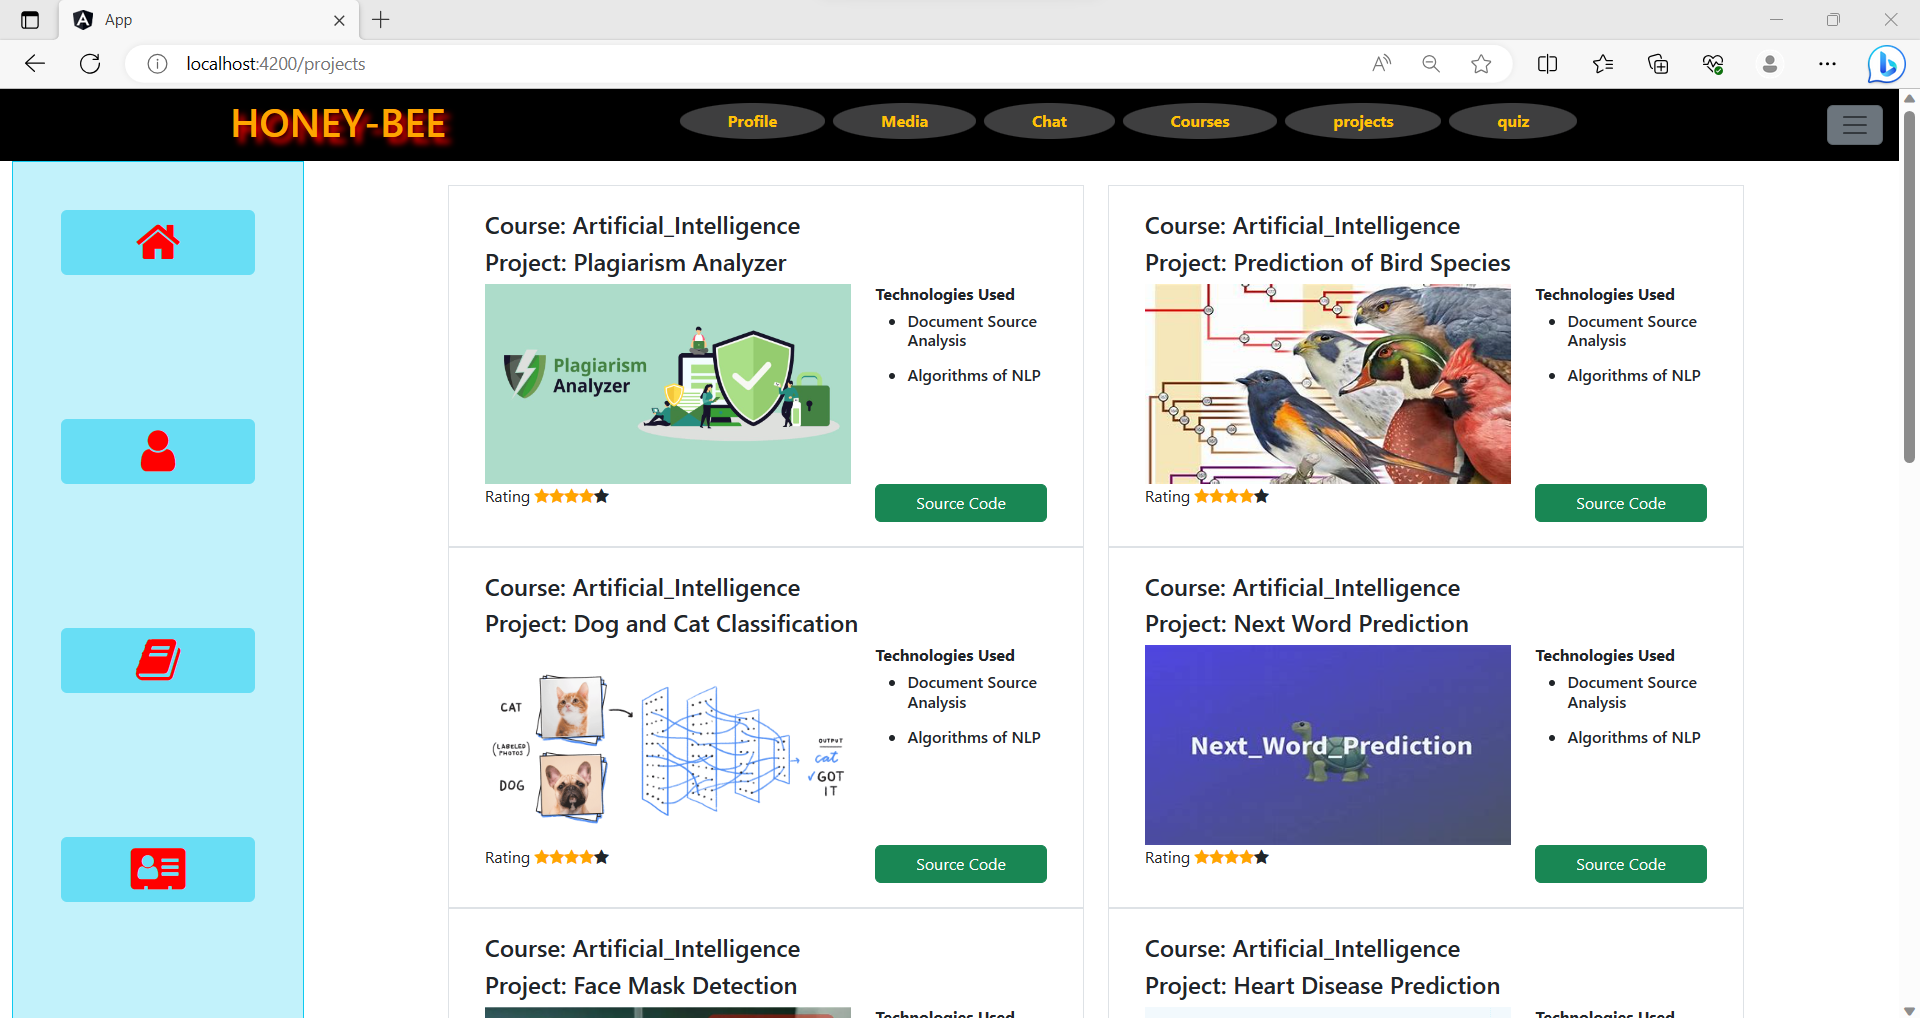 App
localhost:4200/projects
HONEY-BEE
Profile
Media
Chat
Courses
projects
quiz
Course: Artificial_Intelligence
Project: Plagiarism Analyzer
Plagiarism
Analyzer
Technologies Used
Document Source
Analysis
Algorithms of NLP
Rating
Source Code
Course: Artificial_Intelligence
Project: Prediction of Bird Species
Technologies Used
Document Source
Analysis
Algorithms of NLP
Rating
Source Code
Course: Artificial_Intelligence
Project: Dog and Cat Classification
CAT
(LABELED
PHOTOS)
DOG
OUTPUT
cat
✓GOT
IT
Technologies Used
Document Source
Analysis
Algorithms of NLP
Rating
Source Code
Course: Artificial_Intelligence
Project: Next Word Prediction
Next_Word_Prediction
Technologies Used
Document Source
Analysis
Algorithms of NLP
Rating
Source Code
Course: Artificial_Intelligence
Project: Face Mask Detection
Technologies Used
Course: Artificial_Intelligence
Project: Heart Disease Prediction
Technologies Used